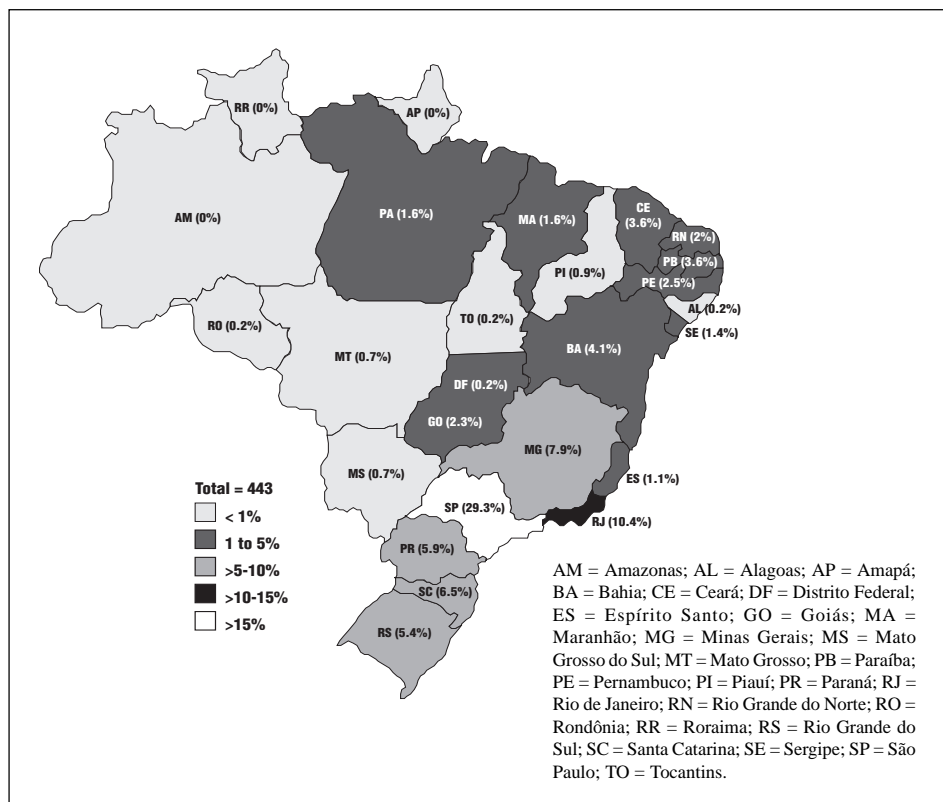 RR (0%)
AP (0%)
AM (0%)
PA (1.6%)
MA (1.6%)
CE
(3.6%)
RN (2%)
PB (3.6%)
PE (2.5%)
PI (0.9%)
AL (0.2%)
SE (1.4%)
RO (0.2%)
TO (0.2%)
MT (0.7%)
BA (4.1%)
DF (0.2%)
GO (2.3%)
MG (7.9%)
MS (0.7%)
ES (1.1%)
SP (29.3%)
RJ (10.4%)
PR (5.9%)
SC (6.5%)
RS (5.4%)
Total = 443
< 1%
1 to 5%
>5-10%
>10-15%
>15%
AM = Amazonas; AL = Alagoas; AP = Amapá;
BA = Bahia; CE = Ceará; DF = Distrito Federal;
ES = Espírito Santo; GO = Goiás; MA =
Maranhão; MG = Minas Gerais; MS = Mato
Grosso do Sul; MT = Mato Grosso; PB = Paraíba;
PE = Pernambuco; PI = Piauí; PR = Paraná; RJ =
Rio de Janeiro; RN = Rio Grande do Norte; RO =
Rondônia; RR = Roraima; RS = Rio Grande do
Sul; SC = Santa Catarina; SE = Sergipe; SP = São
Paulo; TO = Tocantins.